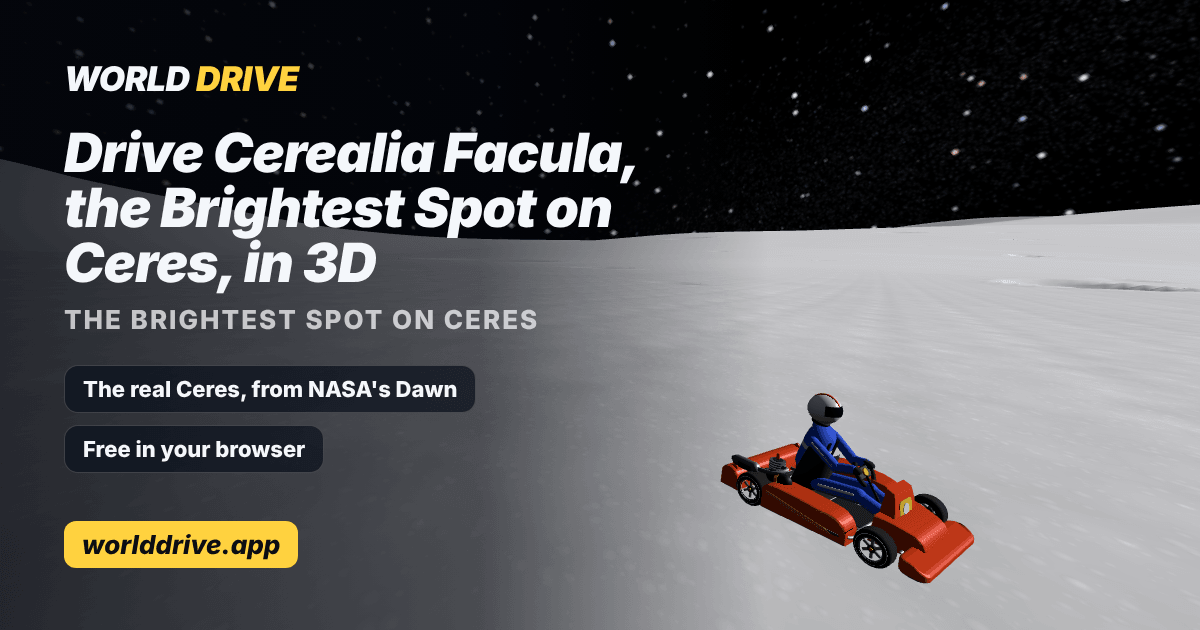 WORLD DRIVE
Drive Cerealia Facula,
the Brightest Spot on
Ceres, in 3D
THE BRIGHTEST SPOT ON CERES
The real Ceres, from NASA's Dawn
Free in your browser
worlddrive.app